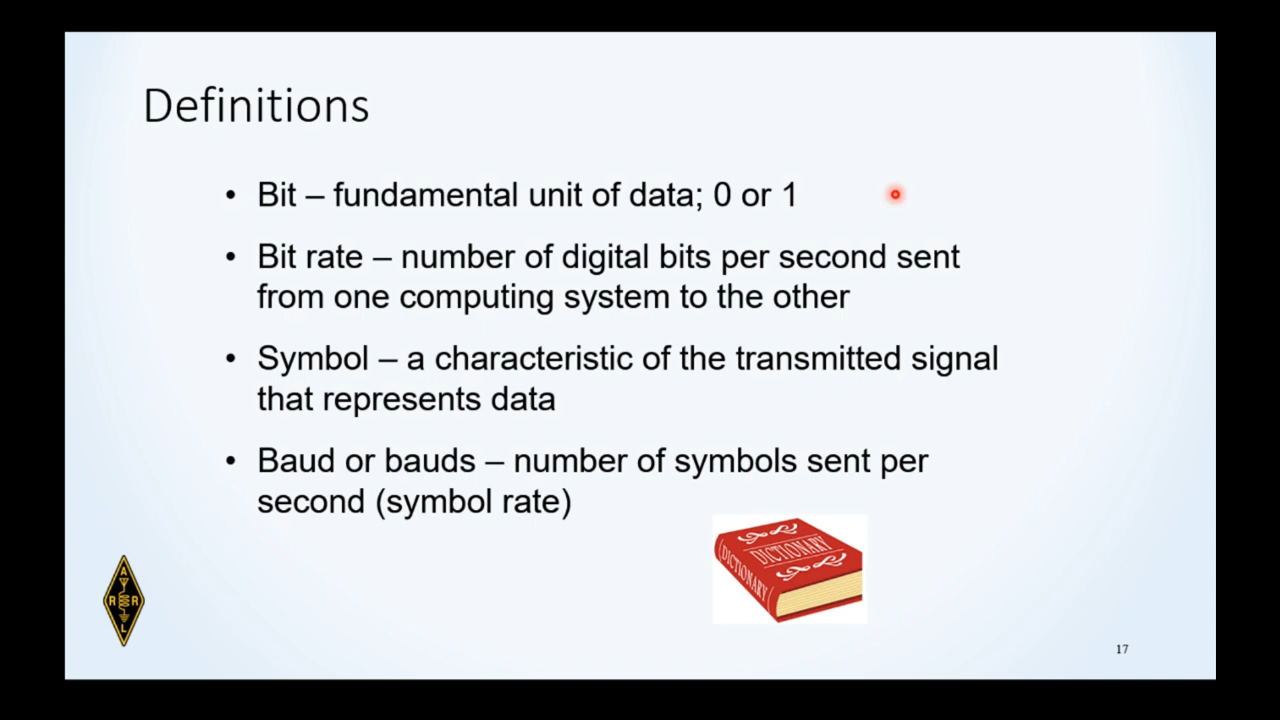 Definitions
• Bit – fundamental unit of data; 0 or 1
• Bit rate – number of digital bits per second sent
from one computing system to the other
• Symbol – a characteristic of the transmitted signal
that represents data
• Baud or bauds – number of symbols sent per
second (symbol rate)
DICTIONARY
DICTIONARY
A
R R
L
17